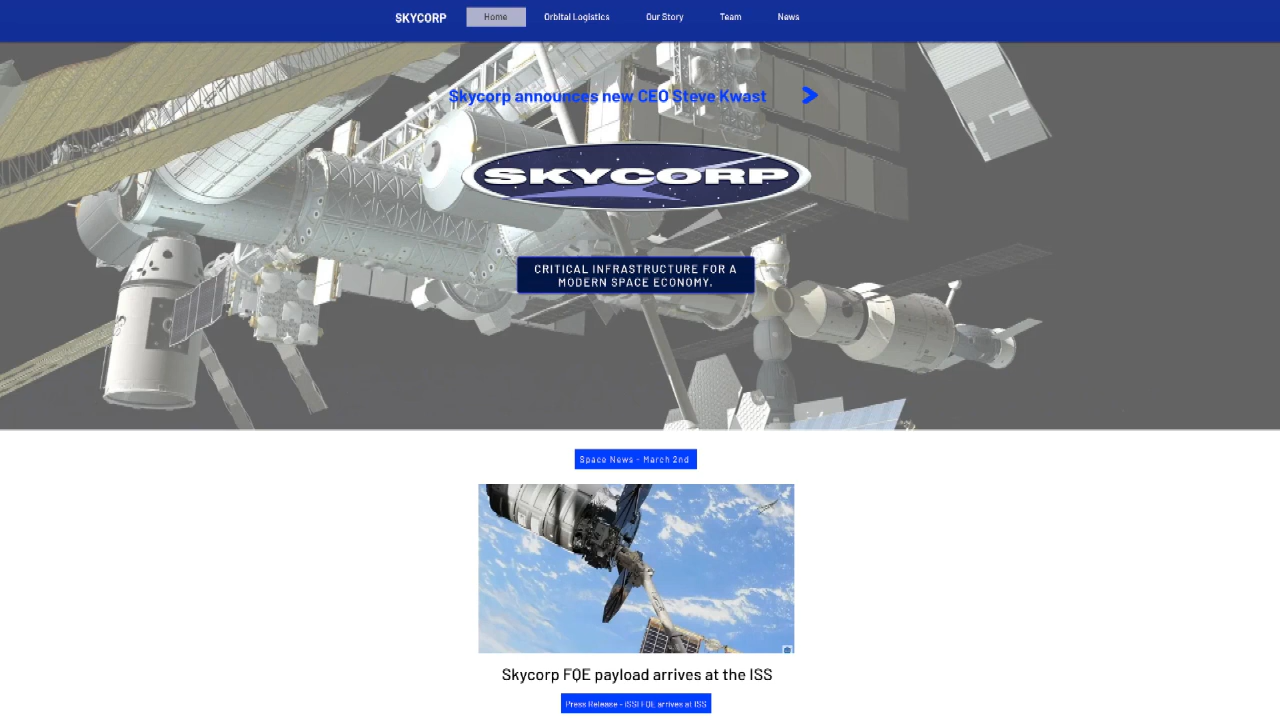 SKYCORP
Home
Orbital Logistics
Our Story
Team
News
Skycorp announces new CEO Steve Kwast
SKYCORP
CRITICAL INFRASTRUCTURE FOR A
MODERN SPACE ECONOMY.
Space News - March 2nd
Skycorp FQE payload arrives at the ISS
Press Release - iSSI FQE arrives at ISS